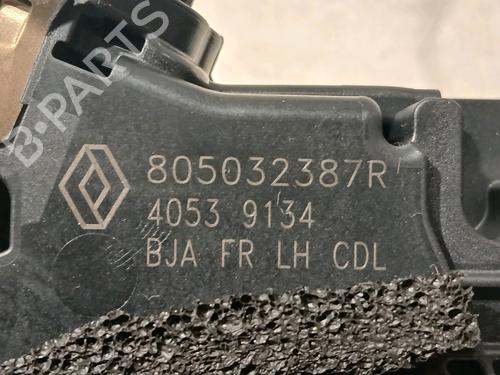 B-PARTS
805032387R
4053 9134
BJA FR LH CDL